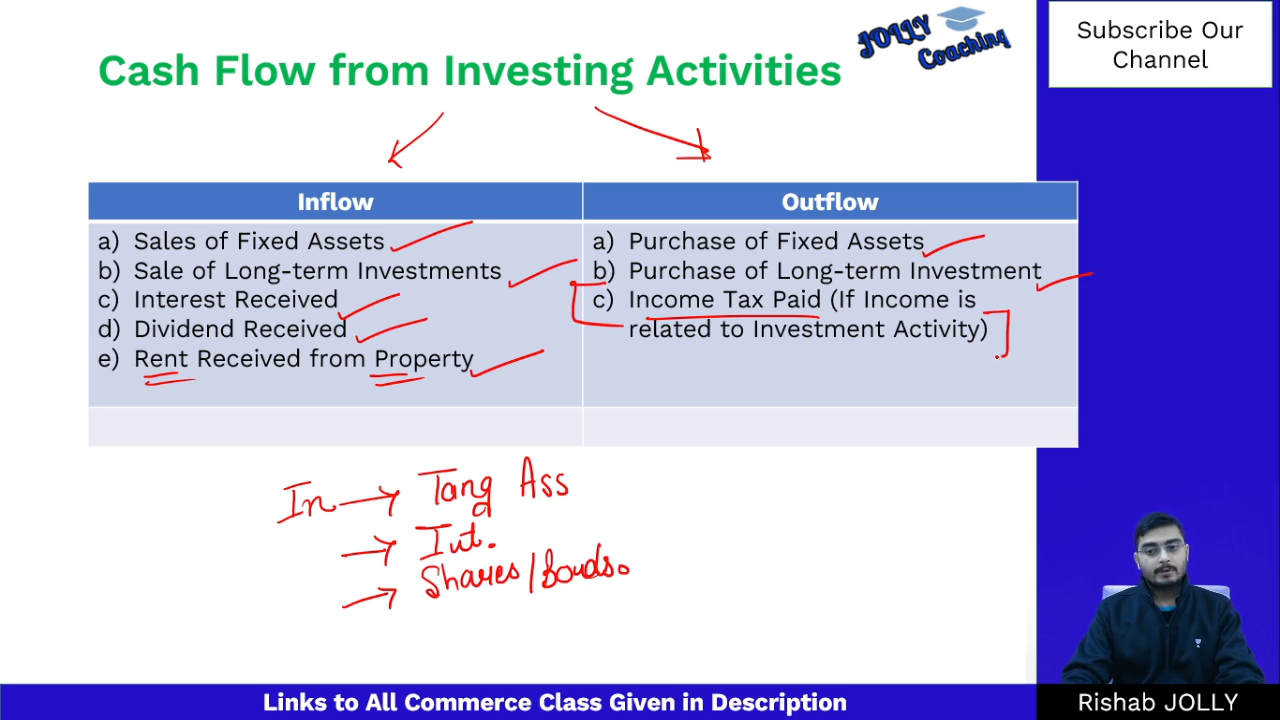 JOLLY
Coaching
Subscribe Our
Channel
Cash Flow from Investing Activities
Inflow
a) Sales of Fixed Assets
b) Sale of Long-term Investments
c) Interest Received
d) Dividend Received
e) Rent Received from Property
Outflow
a) Purchase of Fixed Assets
b) Purchase of Long-term Investment
c) Income Tax Paid (If Income is
related to Investment Activity)
In → Tang Ass
→ Int.
→ Shares/Bonds.
Links to All Commerce Class Given in Description
Rishab JOLLY